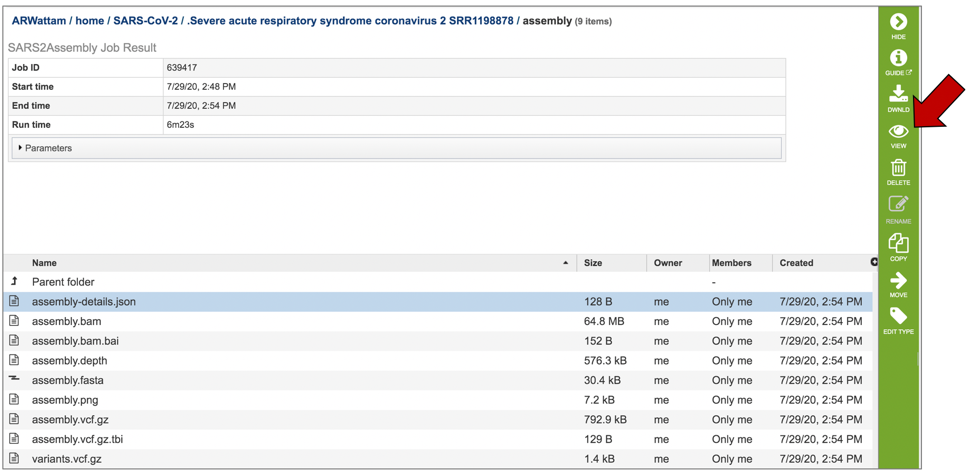 ARWattam / home / SARS-CoV-2 / .Severe acute respiratory syndrome coronavirus 2 SRR1198878 / assembly (9 items)
SARS2Assembly Job Result
Job ID 639417
Start time 7/29/20, 2:48 PM
End time 7/29/20, 2:54 PM
Run time 6m23s
Parameters
HIDE
GUIDE
DWNLD
VIEW
DELETE
RENAME
COPY
MOVE
EDIT TYPE
Name Size Owner Members Created
Parent folder -
assembly-details.json 128 B me Only me 7/29/20, 2:54 PM
assembly.bam 64.8 MB me Only me 7/29/20, 2:54 PM
assembly.bam.bai 152 B me Only me 7/29/20, 2:54 PM
assembly.depth 576.3 kB me Only me 7/29/20, 2:54 PM
assembly.fasta 30.4 kB me Only me 7/29/20, 2:54 PM
assembly.png 7.2 kB me Only me 7/29/20, 2:54 PM
assembly.vcf.gz 792.9 kB me Only me 7/29/20, 2:54 PM
assembly.vcf.gz.tbi 129 B me Only me 7/29/20, 2:54 PM
variants.vcf.gz 1.4 kB me Only me 7/29/20, 2:54 PM